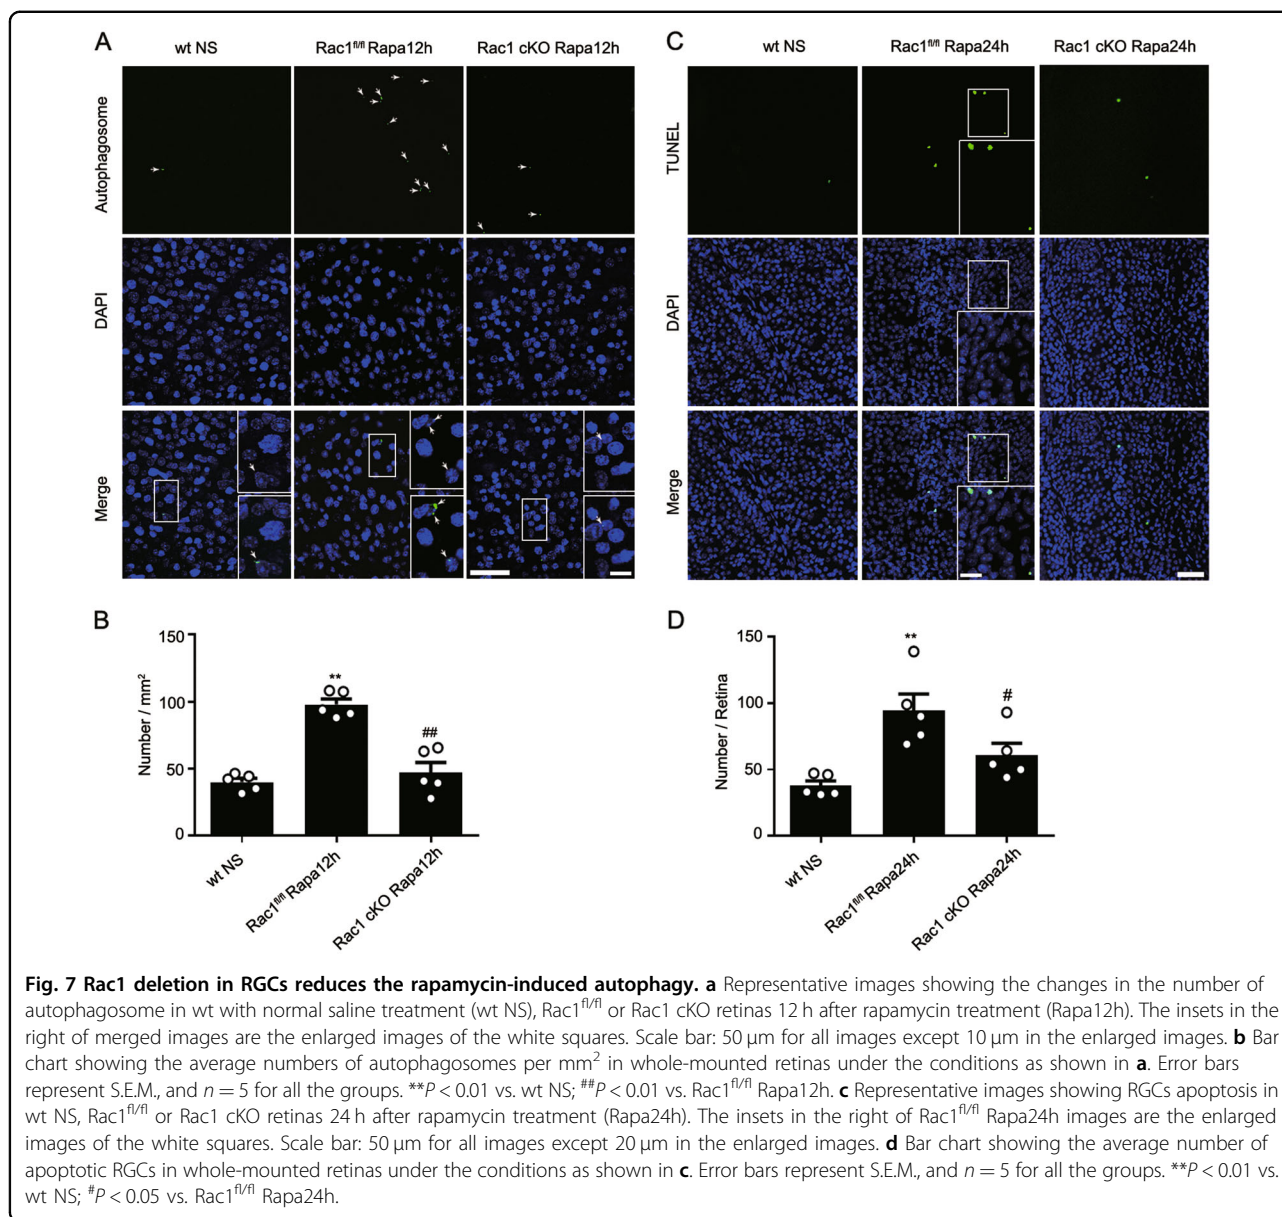 A
wt NS
Rac1fl/fl Rapa12h
Rac1 cKO Rapa12h
Autophagosome
DAPI
Merge
C
wt NS
Rac1fl/fl Rapa24h
Rac1 cKO Rapa24h
TUNEL
DAPI
Merge
B
Number / mm2
150
100
50
0
**
##
wt NS
Rac1fl/fl Rapa12h
Rac1 cKO Rapa12h
D
Number / Retina
150
100
50
0
**
#
wt NS
Rac1fl/fl Rapa24h
Rac1 cKO Rapa24h
Fig. 7 Rac1 deletion in RGCs reduces the rapamycin-induced autophagy. a Representative images showing the changes in the number of
autophagosome in wt with normal saline treatment (wt NS), Rac1fl/fl or Rac1 cKO retinas 12 h after rapamycin treatment (Rapa12h). The insets in the
right of merged images are the enlarged images of the white squares. Scale bar: 50 μm for all images except 10 μm in the enlarged images. b Bar
chart showing the average numbers of autophagosomes per mm2 in whole-mounted retinas under the conditions as shown in a. Error bars
represent S.E.M., and n = 5 for all the groups. **P < 0.01 vs. wt NS; ##P < 0.01 vs. Rac1fl/fl Rapa12h. c Representative images showing RGCs apoptosis in
wt NS, Rac1fl/fl or Rac1 cKO retinas 24 h after rapamycin treatment (Rapa24h). The insets in the right of Rac1fl/fl Rapa24h images are the enlarged
images of the white squares. Scale bar: 50 μm for all images except 20 μm in the enlarged images. d Bar chart showing the average number of
apoptotic RGCs in whole-mounted retinas under the conditions as shown in c. Error bars represent S.E.M., and n = 5 for all the groups. **P < 0.01 vs.
wt NS; #P < 0.05 vs. Rac1fl/fl Rapa24h.